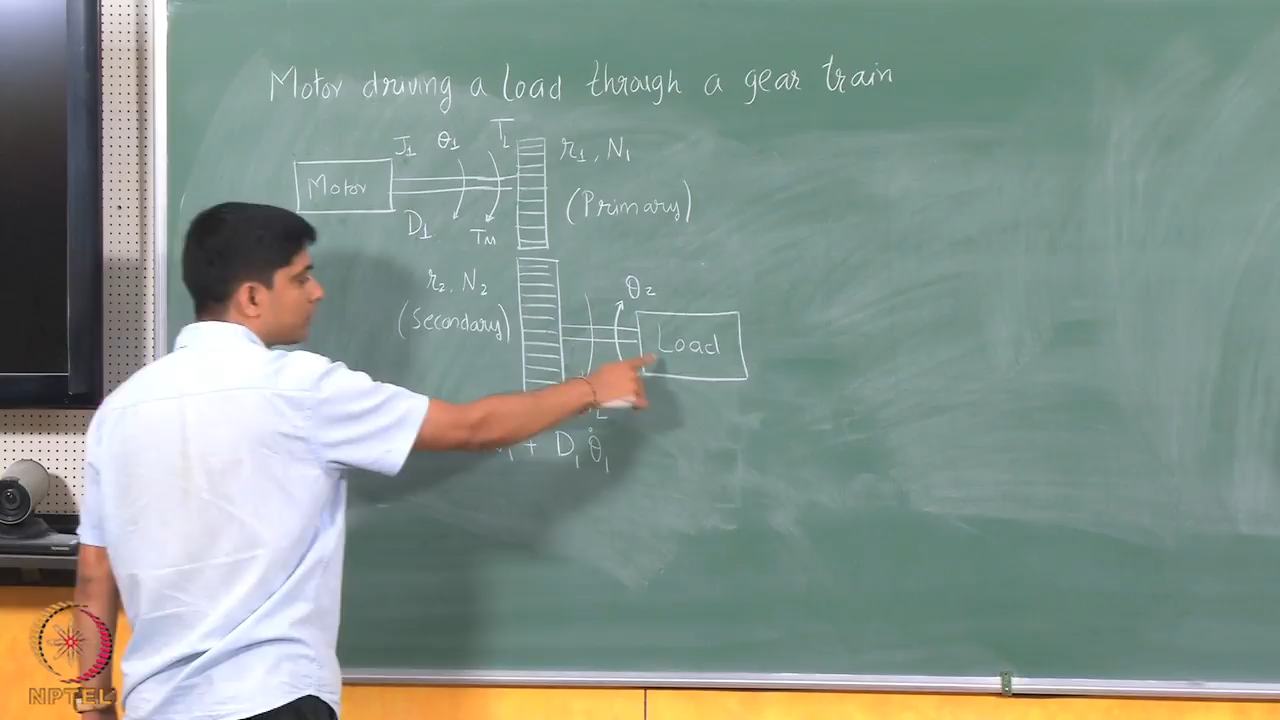 Motor driving a load through a gear train
J1 θ1 T1 r1, N1
Motor
(Primary)
D1 TM
r2, N2
θ2
(Secondary)
Load
L
+ D1 θ̇1
NPTEL